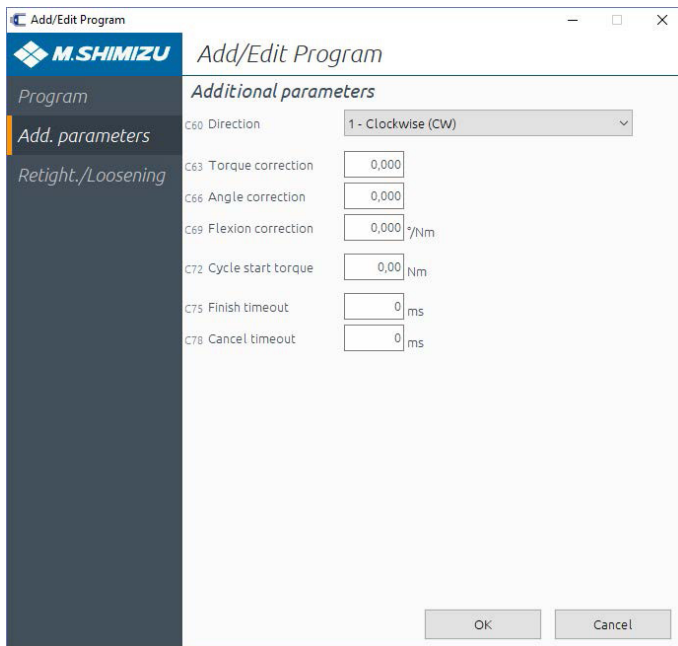 Add/Edit Program
M.SHIMIZU
Add/Edit Program
Program
Add. parameters
Retight./Loosening
Additional parameters
C60 Direction 1 - Clockwise (CW)
C63 Torque correction 0,000
C66 Angle correction 0,000
C69 Flexion correction 0,000 °/Nm
C72 Cycle start torque 0,00 Nm
C75 Finish timeout 0 ms
C78 Cancel timeout 0 ms
OK Cancel